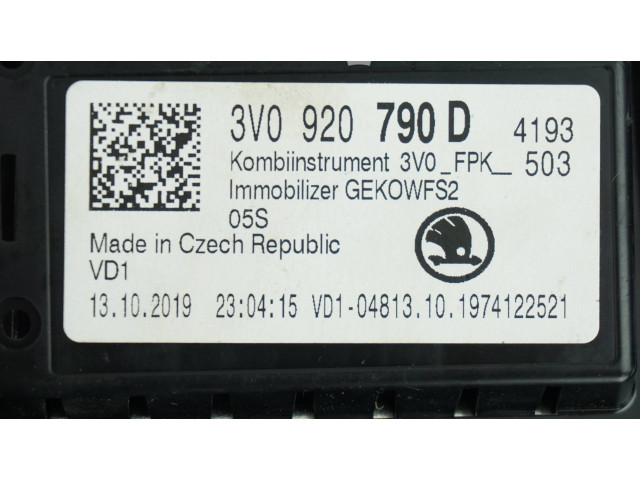 3V0 920 790 D 4193
Kombiinstrument 3V0_FPK_ 503
Immobilizer GEKOWFS2
05S
Made in Czech Republic
VD1
13.10.2019 23:04:15 VD1-04813.10.1974122521